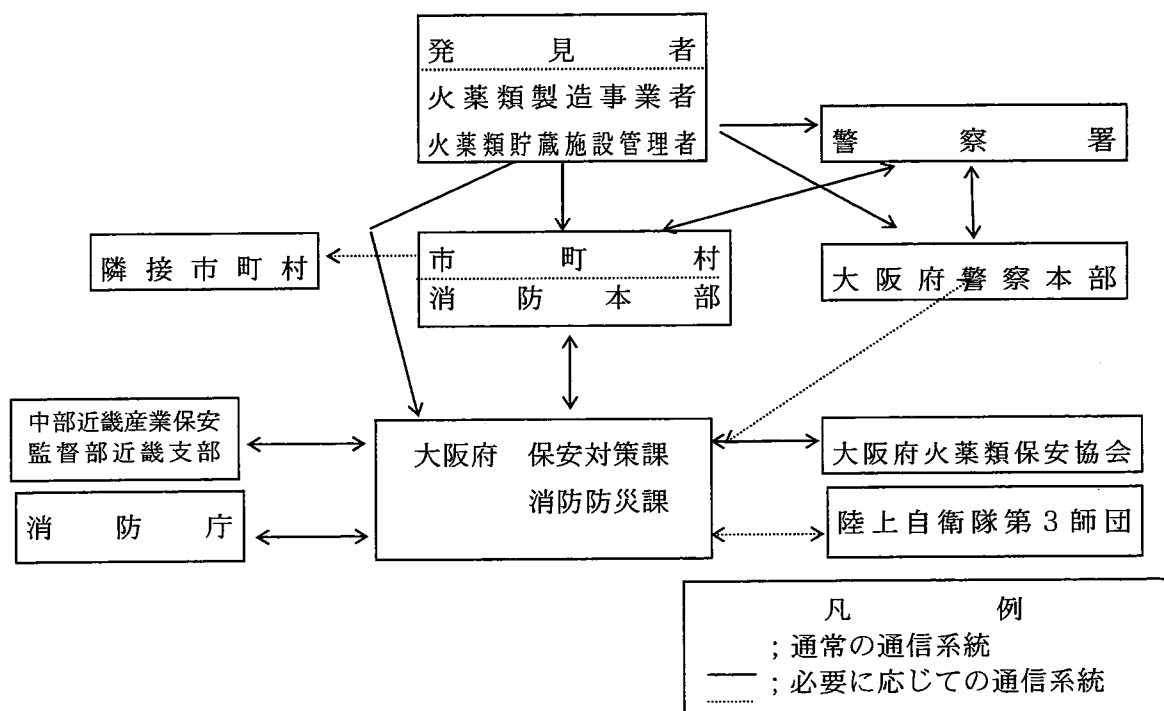 発見者
火薬類製造事業者
火薬類貯蔵施設管理者
警察署
隣接市町村
市町村
消防本部
大阪府警察本部
中部近畿産業保安
監督部近畿支部
大阪府 保安対策課
消防防災課
大阪府火薬類保安協会
消防庁
陸上自衛隊第3師団
凡例
;通常の通信系統
;必要に応じての通信系統